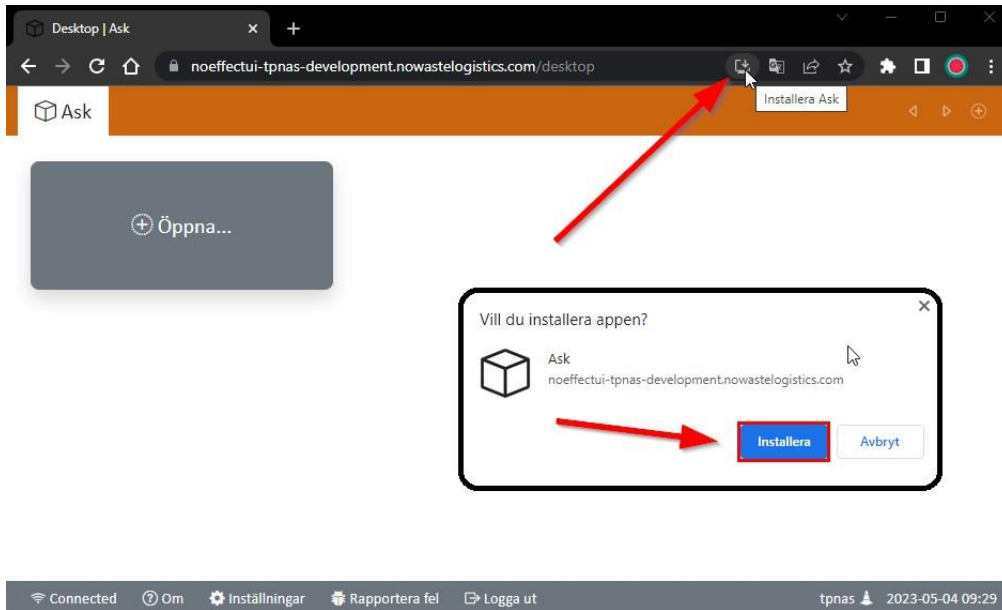 Desktop | Ask
noeffectui-tpnas-development.nowastelogistics.com/desktop
Installera Ask
Ask
Öppna...
Vill du installera appen?
Ask
noeffectui-tpnas-development.nowastelogistics.com
Installera Avbryt
Connected Om Inställningar Rapportera fel Logga ut tpnas 2023-05-04 09:29